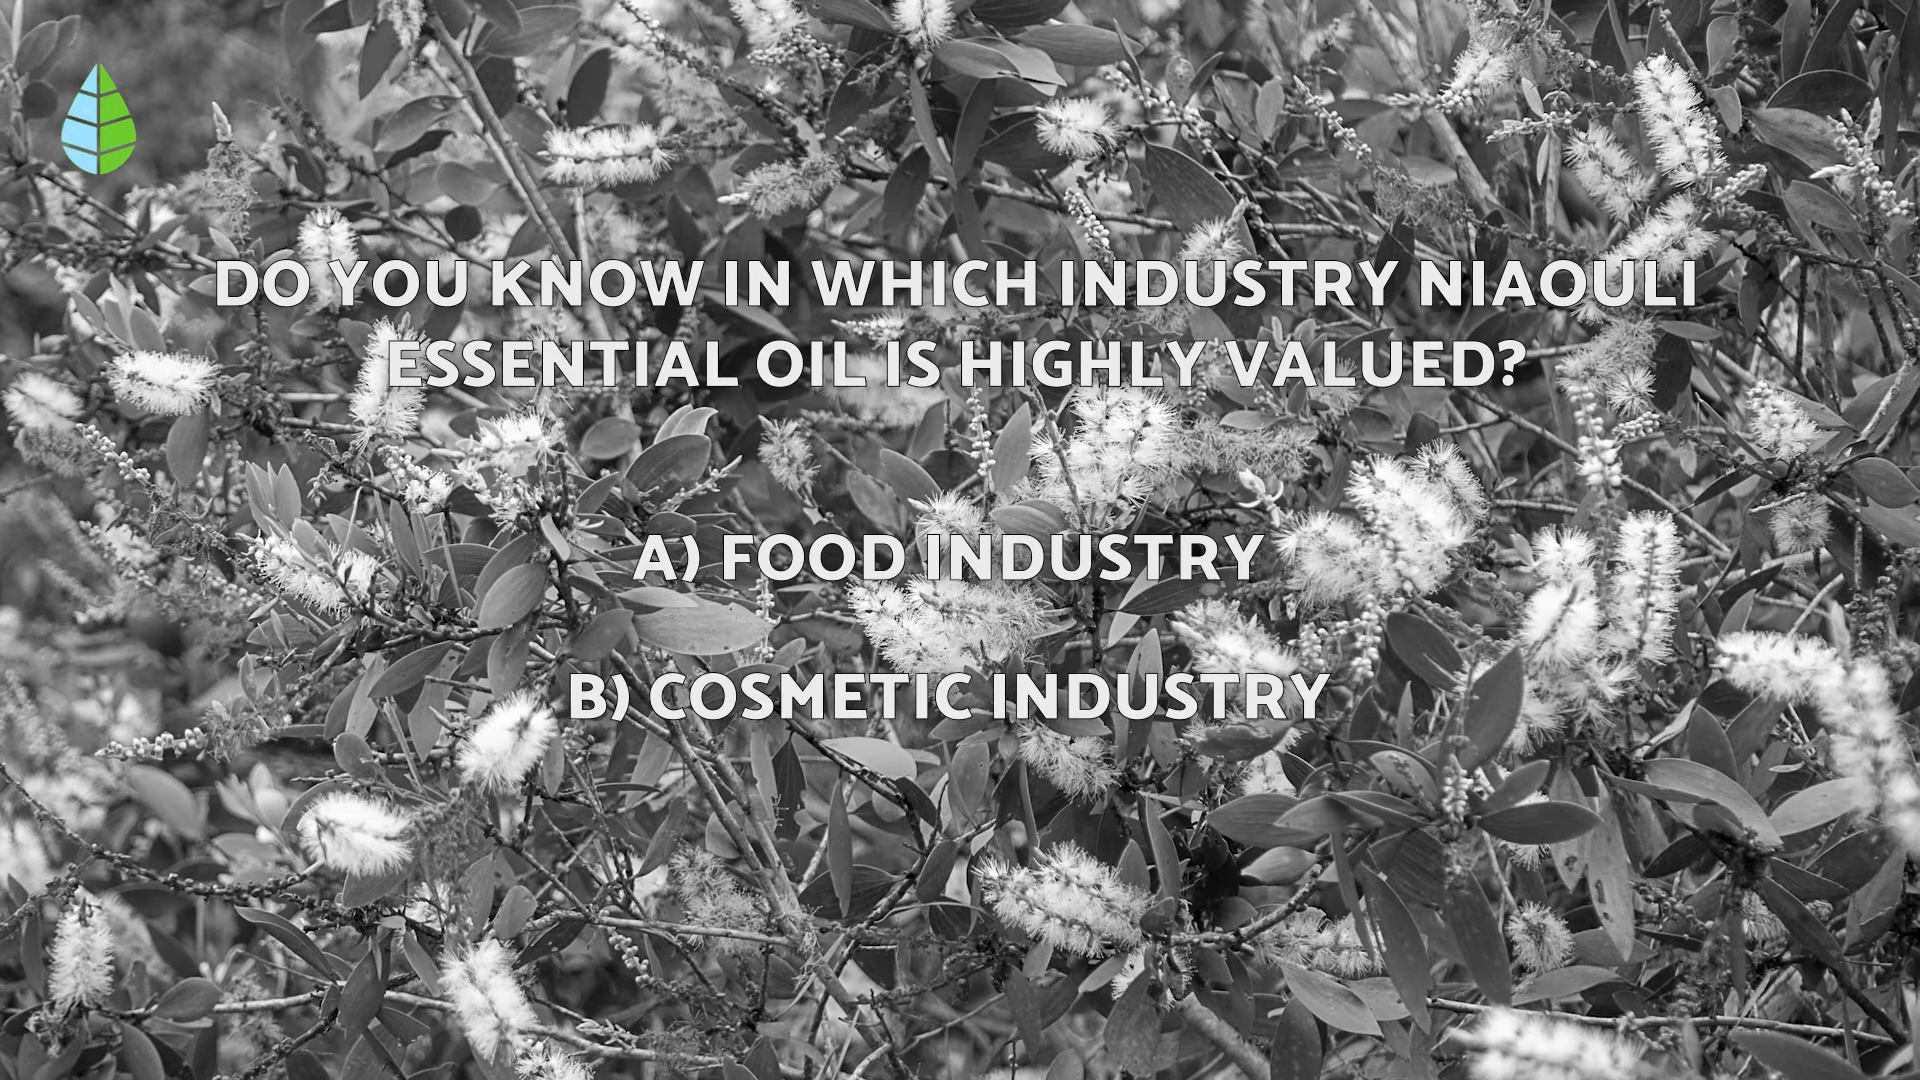 DO YOU KNOW IN WHICH INDUSTRY NIAOULI
ESSENTIAL OIL IS HIGHLY VALUED?
A) FOOD INDUSTRY
B) COSMETIC INDUSTRY